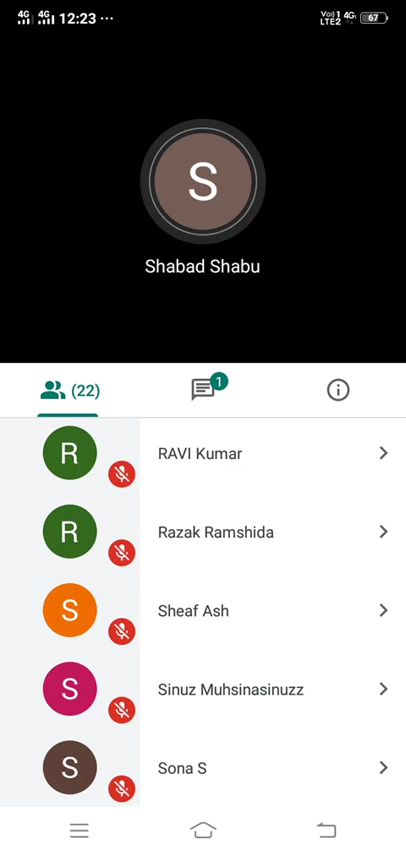 4G 4G 12:23 ... Vo)) 1 4G 67
LTE2
S
Shabad Shabu
(22) 1
R RAVI Kumar
R Razak Ramshida
S Sheaf Ash
S Sinuz Muhsinasinuzz
S Sona S